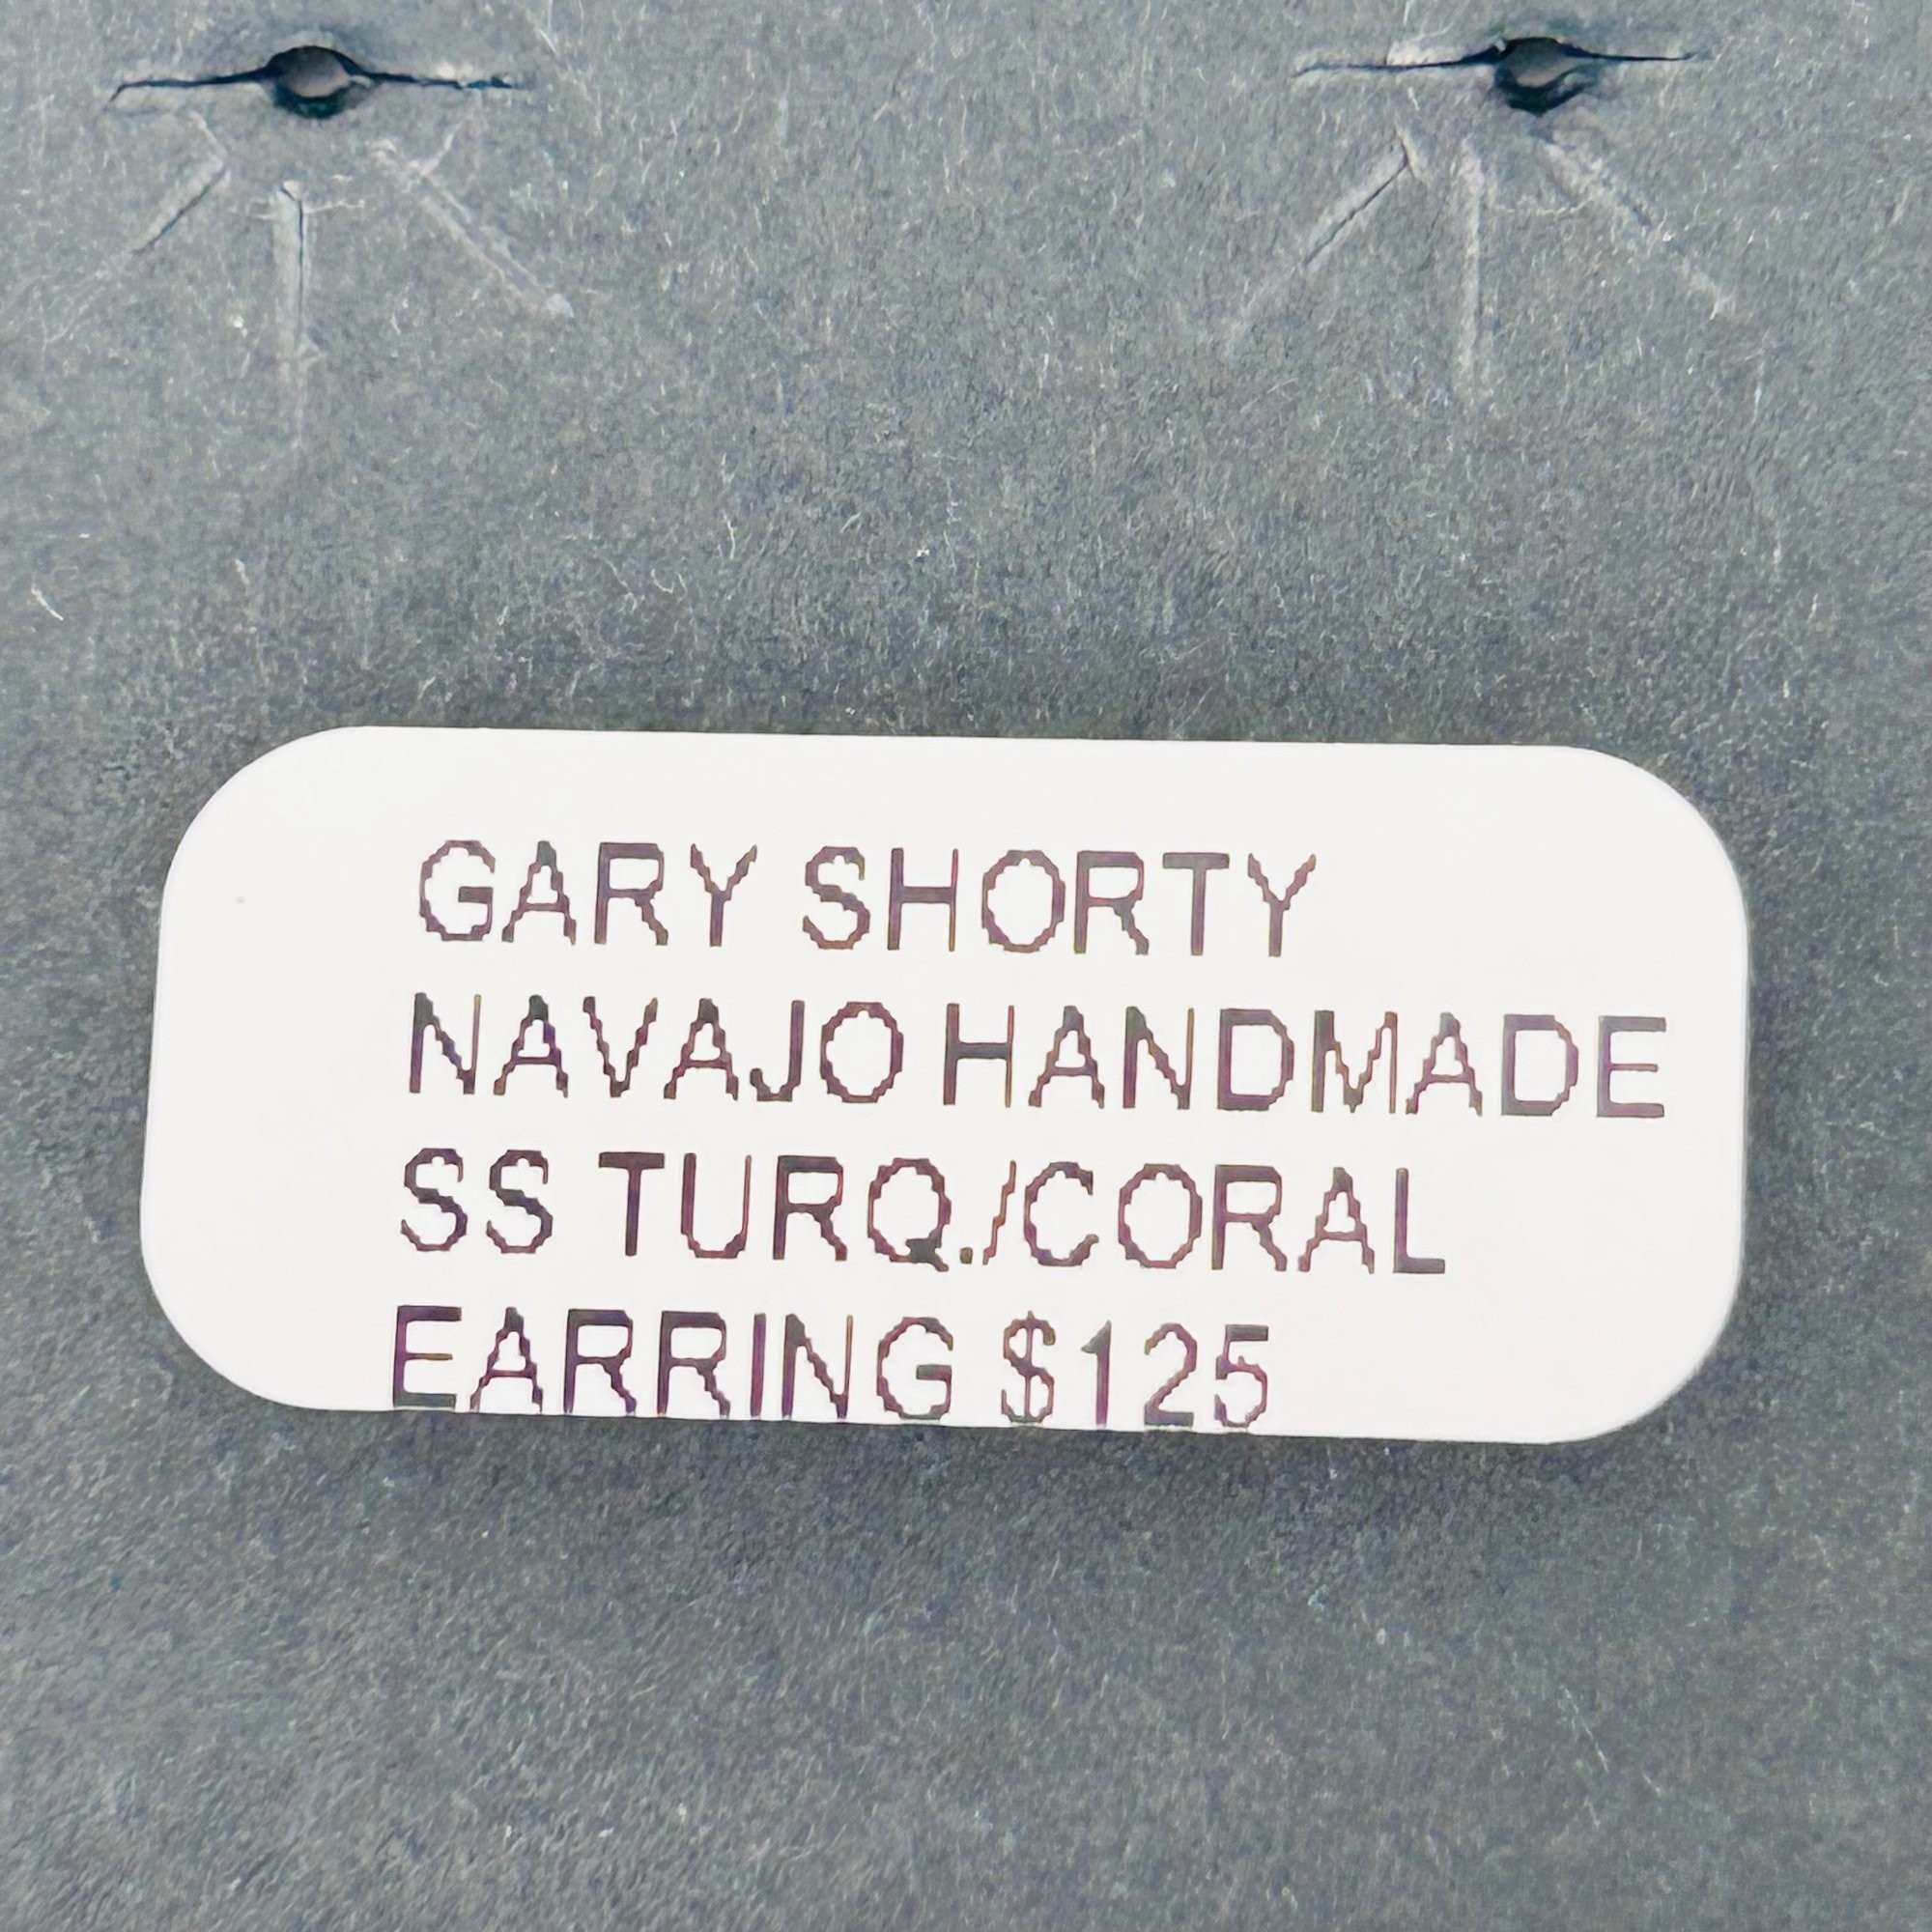 GARY SHORTY
NAVAJO HANDMADE
SS TURQ./CORAL
EARRING $125